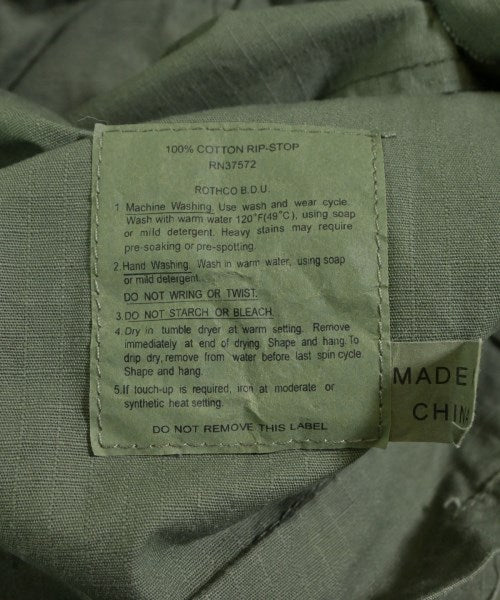 100% COTTON RIP-STOP
RN37572
ROTHCO B.D.U.
1 Machine Washing. Use wash and wear cycle.
Wash with warm water 120°F(49°C), using soap
or mild detergent. Heavy stains may require
pre-soaking or pre-spotting.
2.Hand Washing. Wash in warm water, using soap
or mild detergent.
DO NOT WRING OR TWIST.
3.DO NOT STARCH OR BLEACH.
4.Dry in tumble dryer at warm setting. Remove
immediately at end of drying. Shape and hang.To
drip dry,remove from water before last spin cycle.
Shape and hang.
5.If touch-up is required, iron at moderate or
synthetic heat setting.
DO NOT REMOVE THIS LABEL
MADE
CHINA